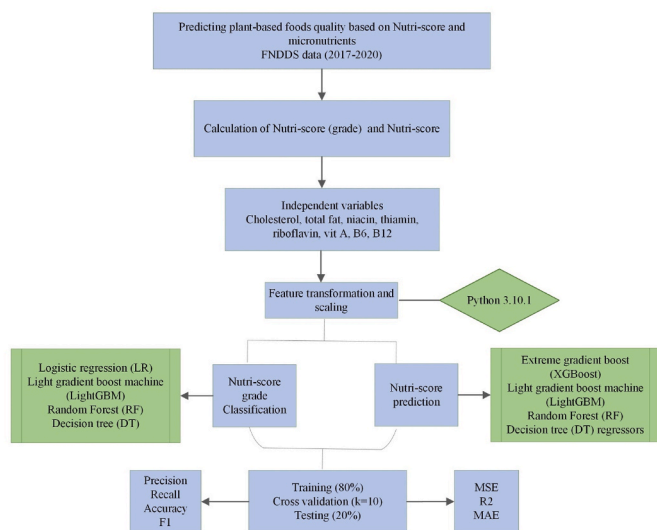 Predicting plant-based foods quality based on Nutri-score and
micronutrients
FNDDS data (2017-2020)
Calculation of Nutri-score (grade) and Nutri-score
Independent variables
Cholesterol, total fat, niacin, thiamin,
riboflavin, vit A, B6, B12
Feature transformation and
scaling
Python 3.10.1
Logistic regression (LR)
Light gradient boost machine
(LightGBM)
Random Forest (RF)
Decision tree (DT)
Nutri-score
grade
Classification
Nutri-score
prediction
Extreme gradient boost
(XGBoost)
Light gradient boost machine
(LightGBM)
Random Forest (RF)
Decision tree (DT) regressors
Precision
Recall
Accuracy
F1
Training (80%)
Cross validation (k=10)
Testing (20%)
MSE
R2
MAE